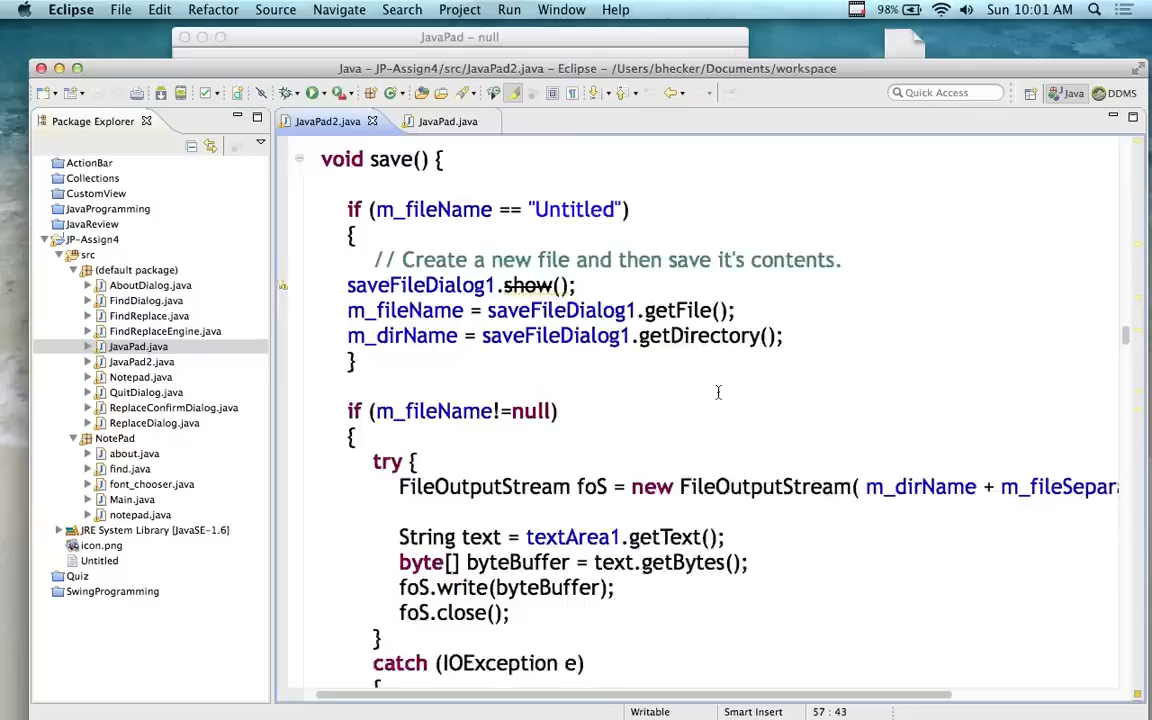 Eclipse File Edit Refactor Source Navigate Search Project Run Window Help 98% Sun 10:01 AM
JavaPad – null
Java – JP-Assign4/src/JavaPad2.java – Eclipse – /Users/bhecker/Documents/workspace
Quick Access Java DDMS
Package Explorer JavaPad2.java JavaPad.java
ActionBar
Collections
CustomView
JavaProgramming
JavaReview
JP-Assign4
src
(default package)
AboutDialog.java
FindDialog.java
FindReplaceEngine.java
JavaPad.java
JavaPad2.java
Notepad.java
QuitDialog.java
ReplaceConfirmDialog.java
ReplaceDialog.java
NotePad
about.java
find.java
font_chooser.java
Main.java
notepad.java
JRE System Library [JavaSE-1.6]
icon.png
Untitled
Quiz
SwingProgramming
void save() {
if (m_fileName == "Untitled")
{
// Create a new file and then save it's contents.
saveFileDialog1.show();
m_fileName = saveFileDialog1.getFile();
m_dirName = saveFileDialog1.getDirectory();
}
if (m_fileName!=null)
{
try {
FileOutputStream foS = new FileOutputStream( m_dirName + m_fileSepara
String text = textArea1.getText();
byte[] byteBuffer = text.getBytes();
foS.write(byteBuffer);
foS.close();
}
catch (IOException e)
{
Writable Smart Insert 57 : 43